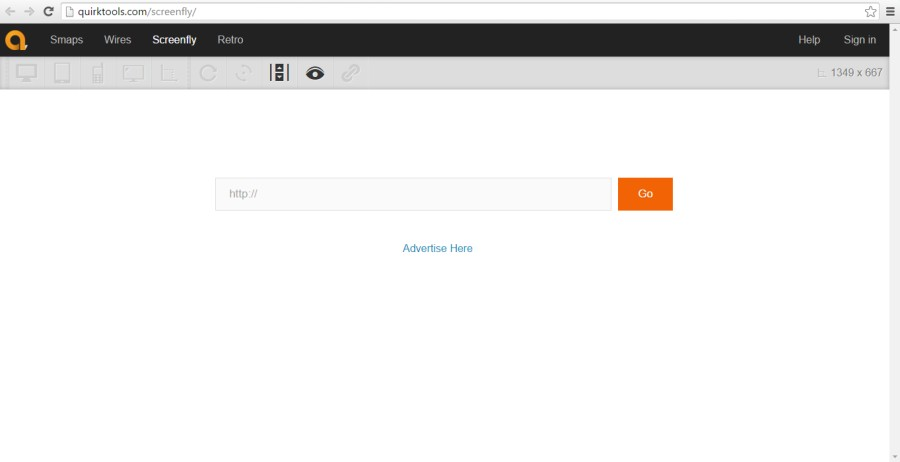 quirktools.com/screenfly/
Smaps Wires Screenfly Retro Help Sign in
1349 x 667
http:// Go
Advertise Here